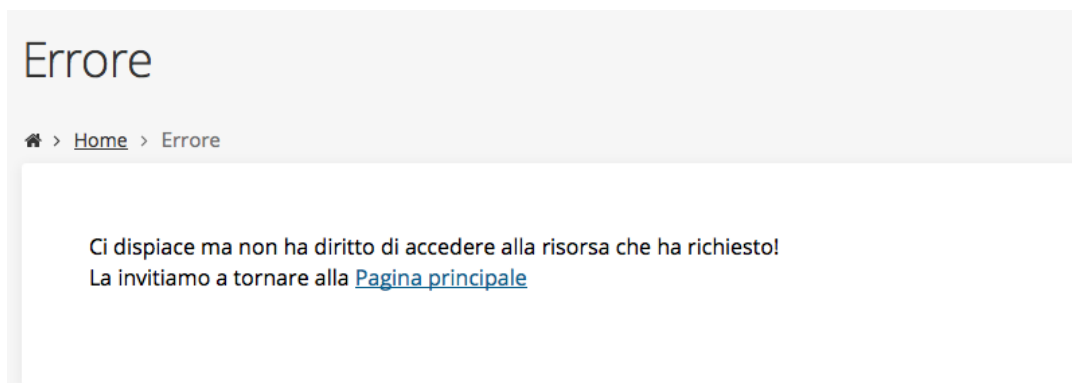 Errore
> Home > Errore
Ci dispiace ma non ha diritto di accedere alla risorsa che ha richiesto!
La invitiamo a tornare alla Pagina principale